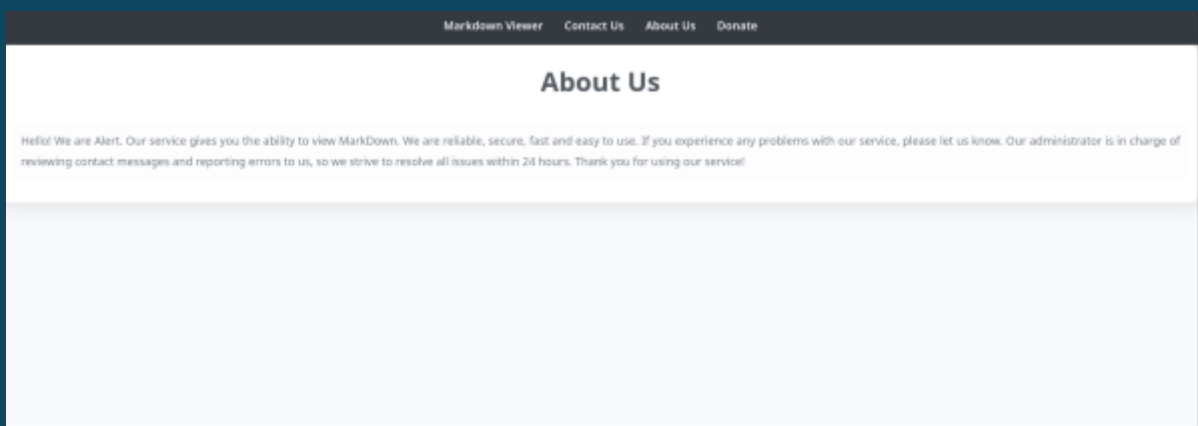 Markdown Viewer Contact Us About Us Donate
About Us
Hello! We are Alert. Our service gives you the ability to view MarkDown. We are reliable, secure, fast and easy to use. If you experience any problems with our service, please let us know. Our administrator is in charge of
reviewing contact messages and reporting errors to us, so we strive to resolve all issues within 24 hours. Thank you for using our service!